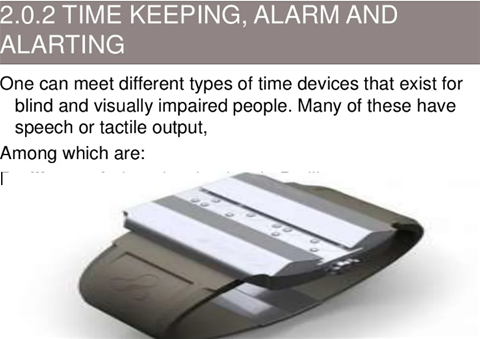 2.0.2 TIME KEEPING, ALARM AND
ALARTING
One can meet different types of time devices that exist for
blind and visually impaired people. Many of these have
speech or tactile output,
Among which are: